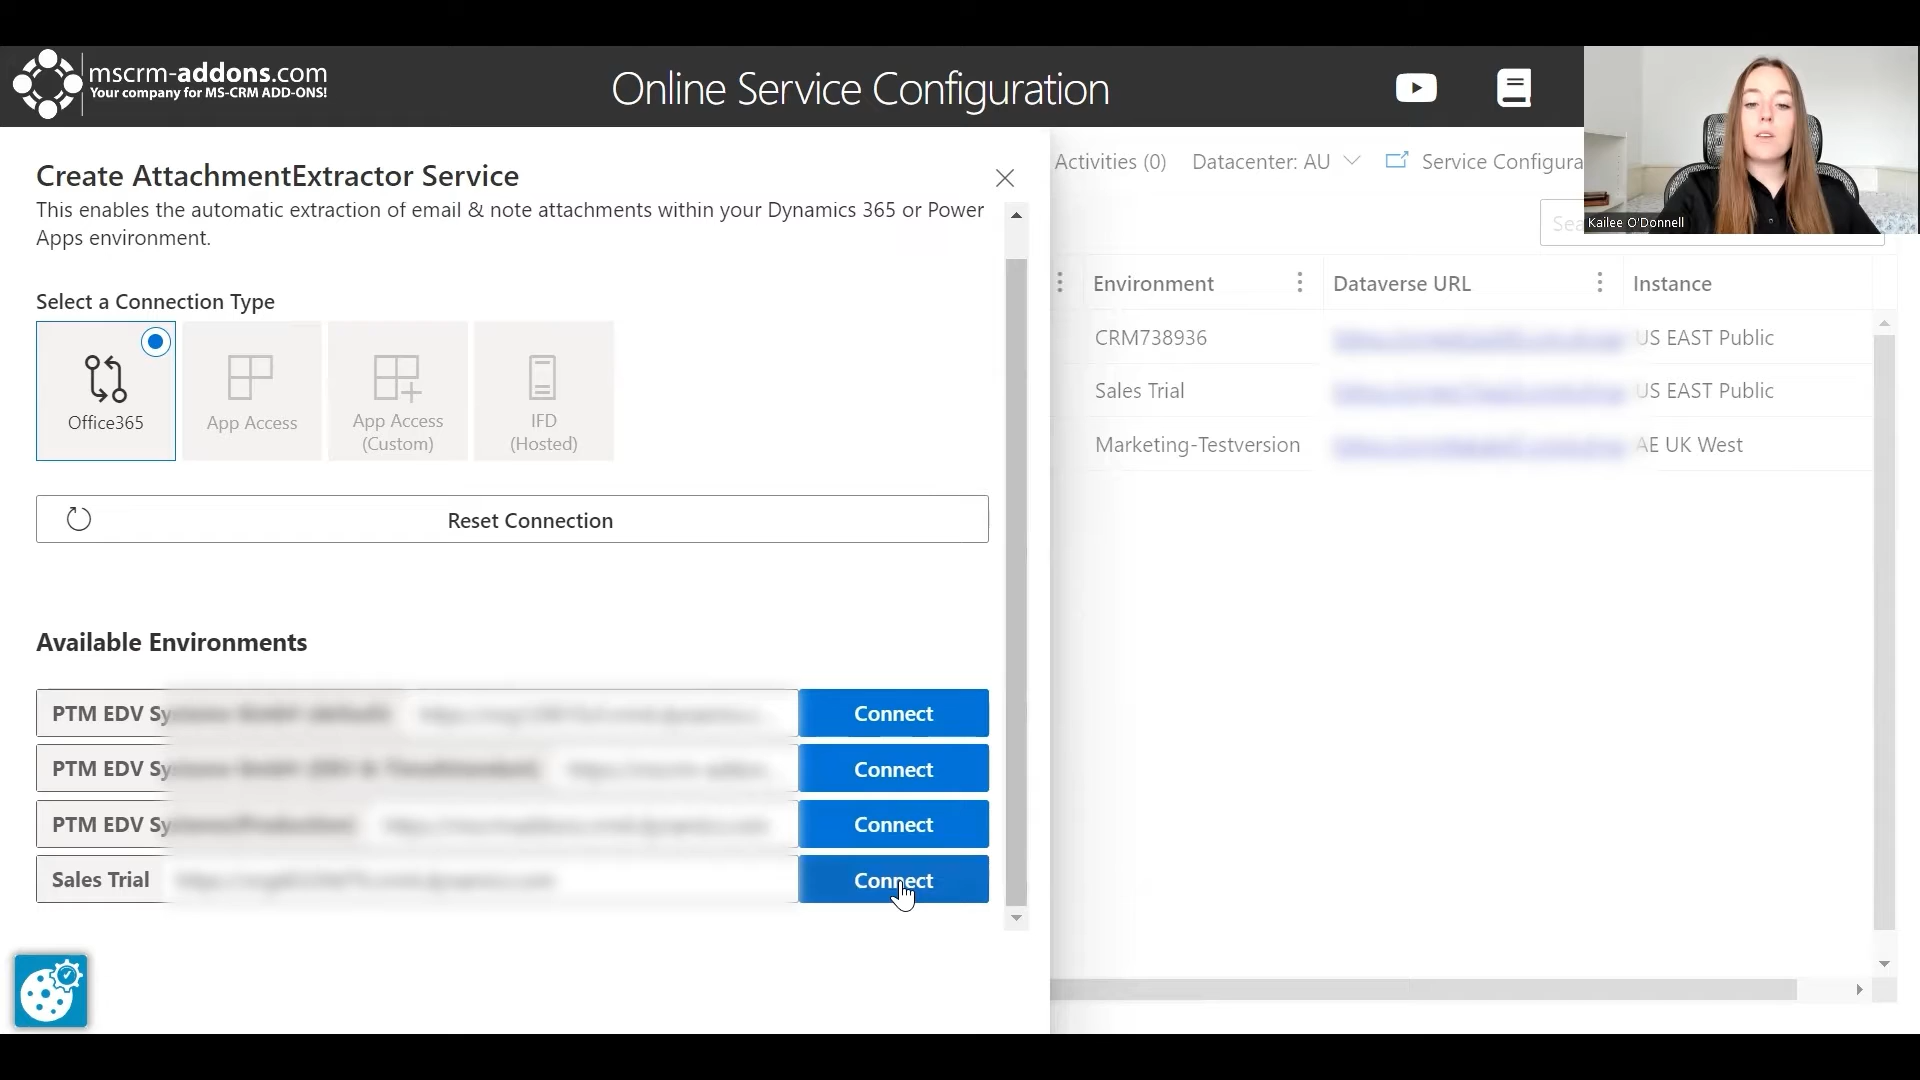 mscrm-addons.com
Your company for MS-CRM ADD-ONS!
Online Service Configuration
Kailee O'Donnell
Create AttachmentExtractor Service
This enables the automatic extraction of email & note attachments within your Dynamics 365 or Power
Apps environment.
Select a Connection Type
Office365
App Access
App Access
(Custom)
IFD
(Hosted)
Reset Connection
Available Environments
PTM EDV
Connect
PTM EDV
Connect
PTM EDV
Connect
Sales Trial
Connect
Activities (0)
Datacenter: AU
Service Configura
Sea
Environment
Dataverse URL
Instance
CRM738936
US EAST Public
Sales Trial
US EAST Public
Marketing-Testversion
AE UK West